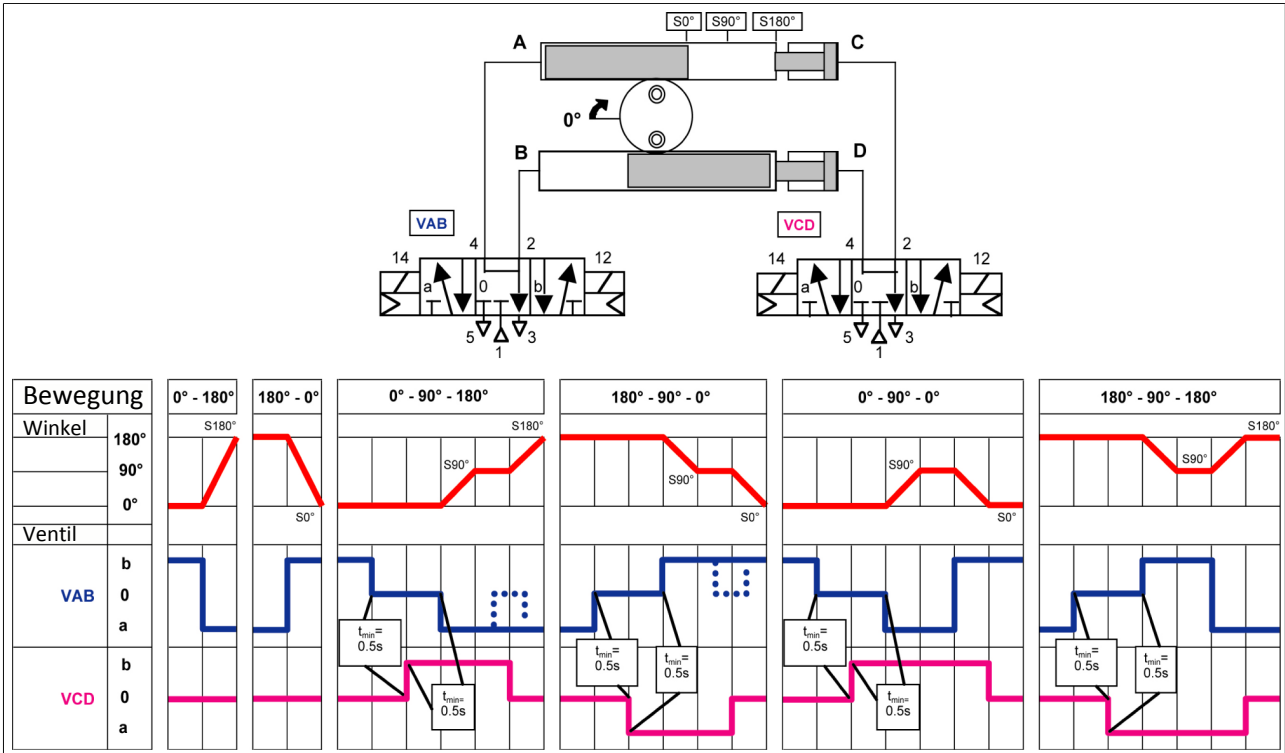 S0° S90° S180°
A C
0°
B D
VAB VCD
4 2 4 2
14 12 14 12
a 0 b a 0 b
5 3 5 3
1 1
Bewegung 0° - 180° 180° - 0° 0° - 90° - 180° 180° - 90° - 0° 0° - 90° - 0° 180° - 90° - 180°
Winkel S180° S180° S180°
180°
90° S90° S90° S90° S90°
0°
S0° S0° S0°
Ventil
b
VAB 0
a
tmin= 0.5s tmin= 0.5s tmin= 0.5s tmin= 0.5s tmin= 0.5s
b
VCD 0 tmin= 0.5s tmin= 0.5s tmin= 0.5s
a